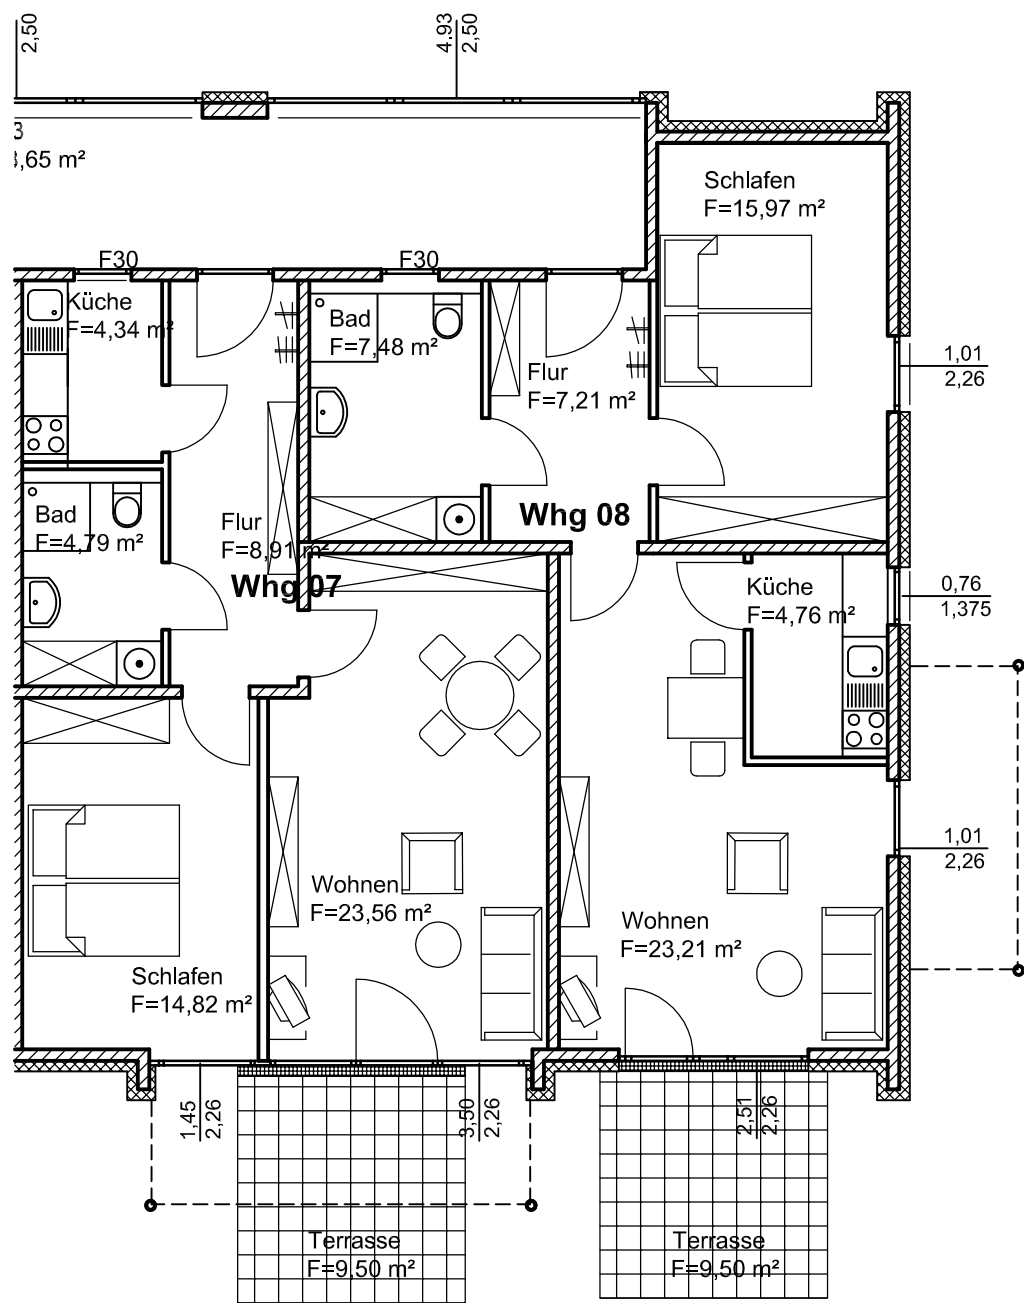 2,50
4.93
2,50
3
,65 m²
Schlafen
F=15,97 m²
F30
F30
Küche
F=4,34 m²
Bad
F=7,48 m²
Flur
F=7,21 m²
1,01
2,26
Bad
F=4,79 m²
Flur
F=8,91 m²
Whg 08
Whg 07
Küche
F=4,76 m²
0,76
1,375
1,01
2,26
Wohnen
F=23,56 m²
Wohnen
F=23,21 m²
Schlafen
F=14,82 m²
1,45
2,26
3,50
2,26
2,51
2,26
Terrasse
F=9,50 m²
Terrasse
F=9,50 m²